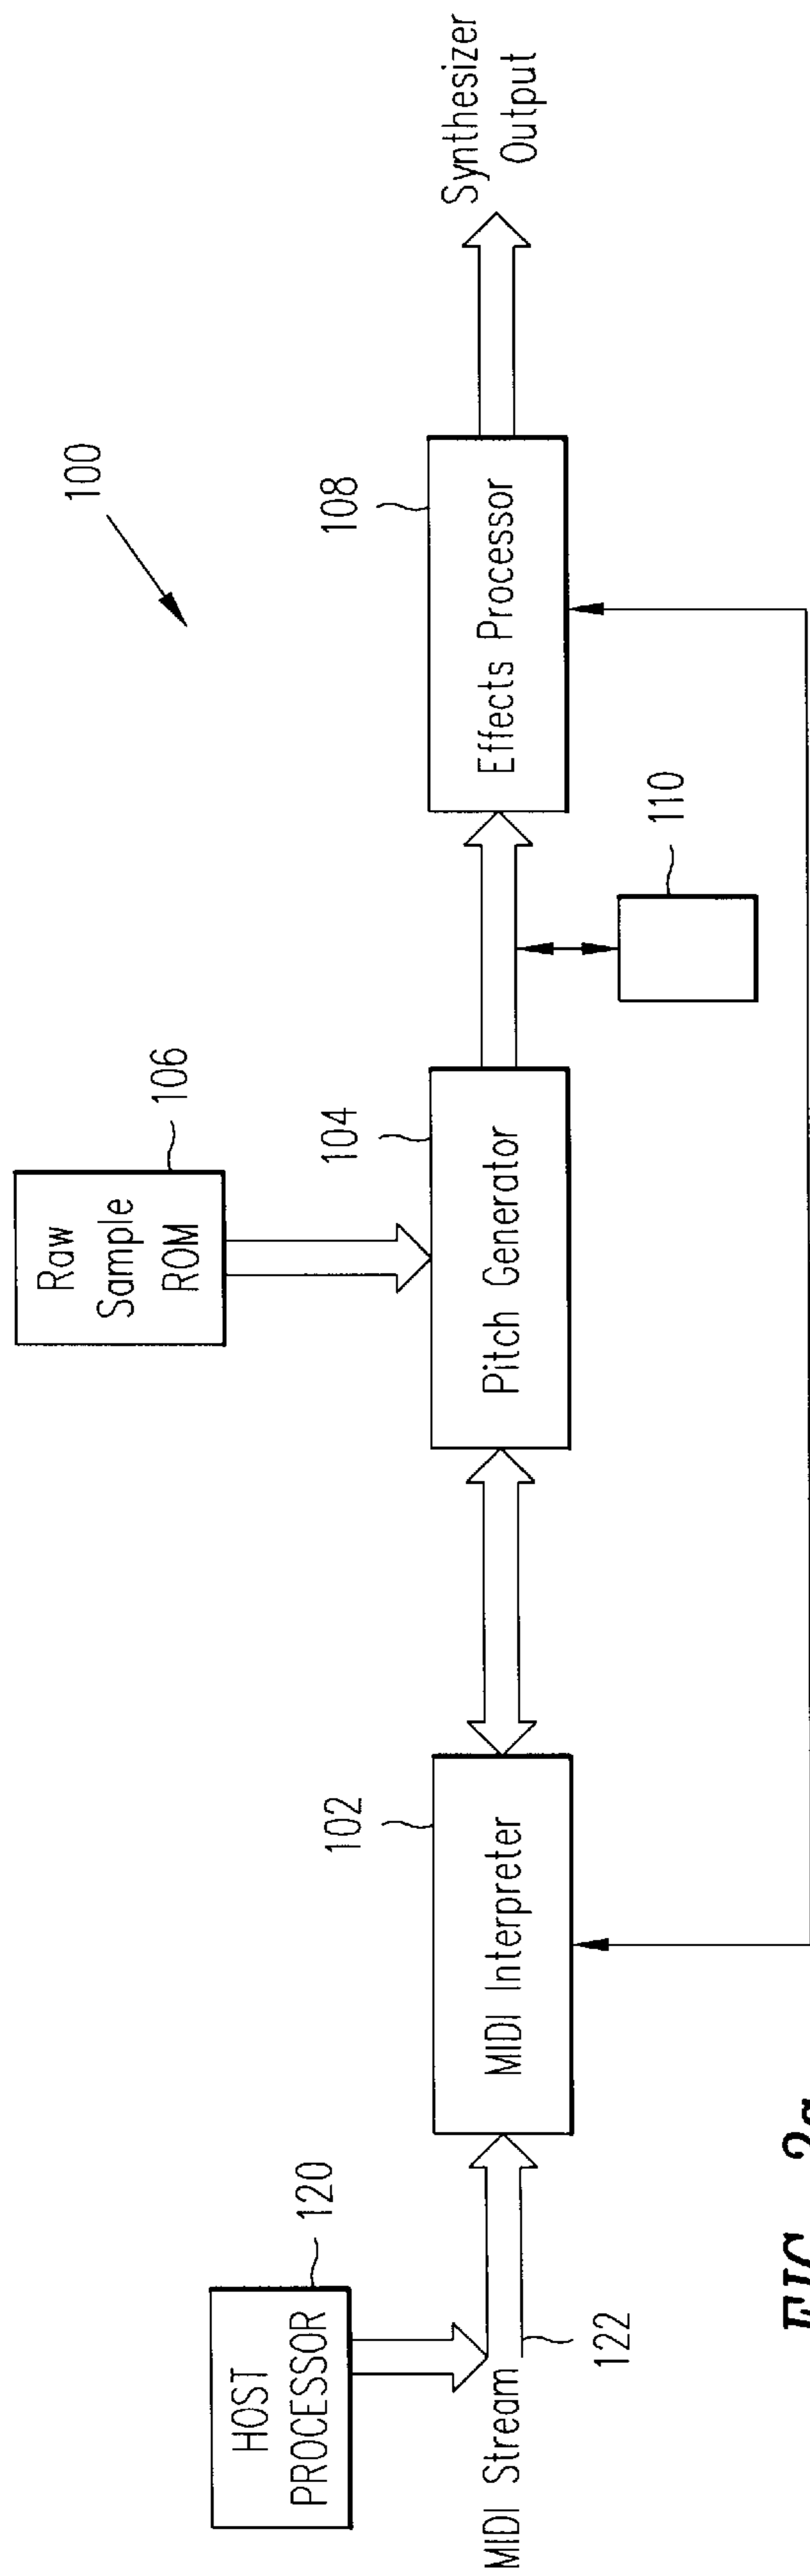 100
HOST
PROCESSOR
120
MIDI Stream
122
102
MIDI Interpreter
Raw
Sample
ROM
106
104
Pitch Generator
110
108
Effects Processor
Synthesizer
Output